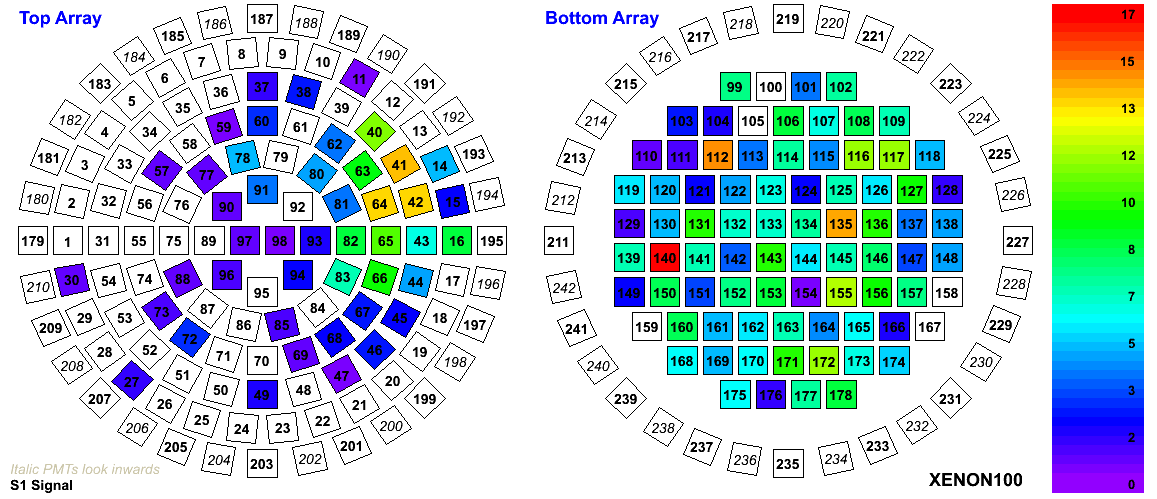 Top Array
186 187 188
185 189
184 7 8 9 10 190
183 6 36 37 38 11 191
5 35 39 12
182 4 34 59 60 61 40 13 192
181 3 33 58 78 79 62 41 14 193
57 77 80 63
180 2 32 56 76 90 91 92 81 64 42 15 194
179 1 31 55 75 89 97 98 93 82 65 43 16 195
210 30 54 74 88 96 95 94 83 66 44 17 196
209 29 53 73 87 86 85 84 67 45 18 197
208 28 52 72 71 70 69 68 46 19 198
207 27 51 50 49 48 47 20 199
206 26 25 24 23 22 21 200
205 204 203 202 201
Italic PMTs look inwards
S1 Signal
Bottom Array
217 218 219 220 221
216 222
215 99 100 101 102 223
214 103 104 105 106 107 108 109 224
213 110 111 112 113 114 115 116 117 118 225
212 119 120 121 122 123 124 125 126 127 128 226
129 130 131 132 133 134 135 136 137 138
211 227
139 140 141 142 143 144 145 146 147 148
242 149 150 151 152 153 154 155 156 157 158 228
241 159 160 161 162 163 164 165 166 167 229
240 168 169 170 171 172 173 174 230
239 175 176 177 178 231
238 232
237 236 235 234 233
XENON100
17
15
13
12
10
8
7
5
3
2
0